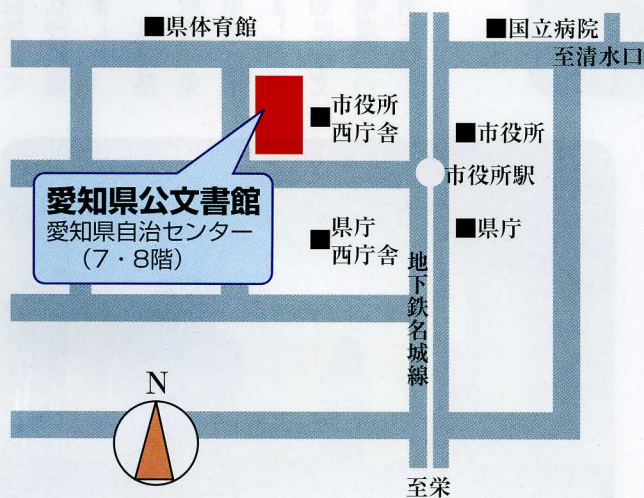 ■県体育館
■国立病院
至清水口
■市役所
西庁舎
■市役所
市役所駅
愛知県公文書館
愛知県自治センター
(7・8階)
■県庁
西庁舎
■県庁
地下鉄名城線
N
至栄